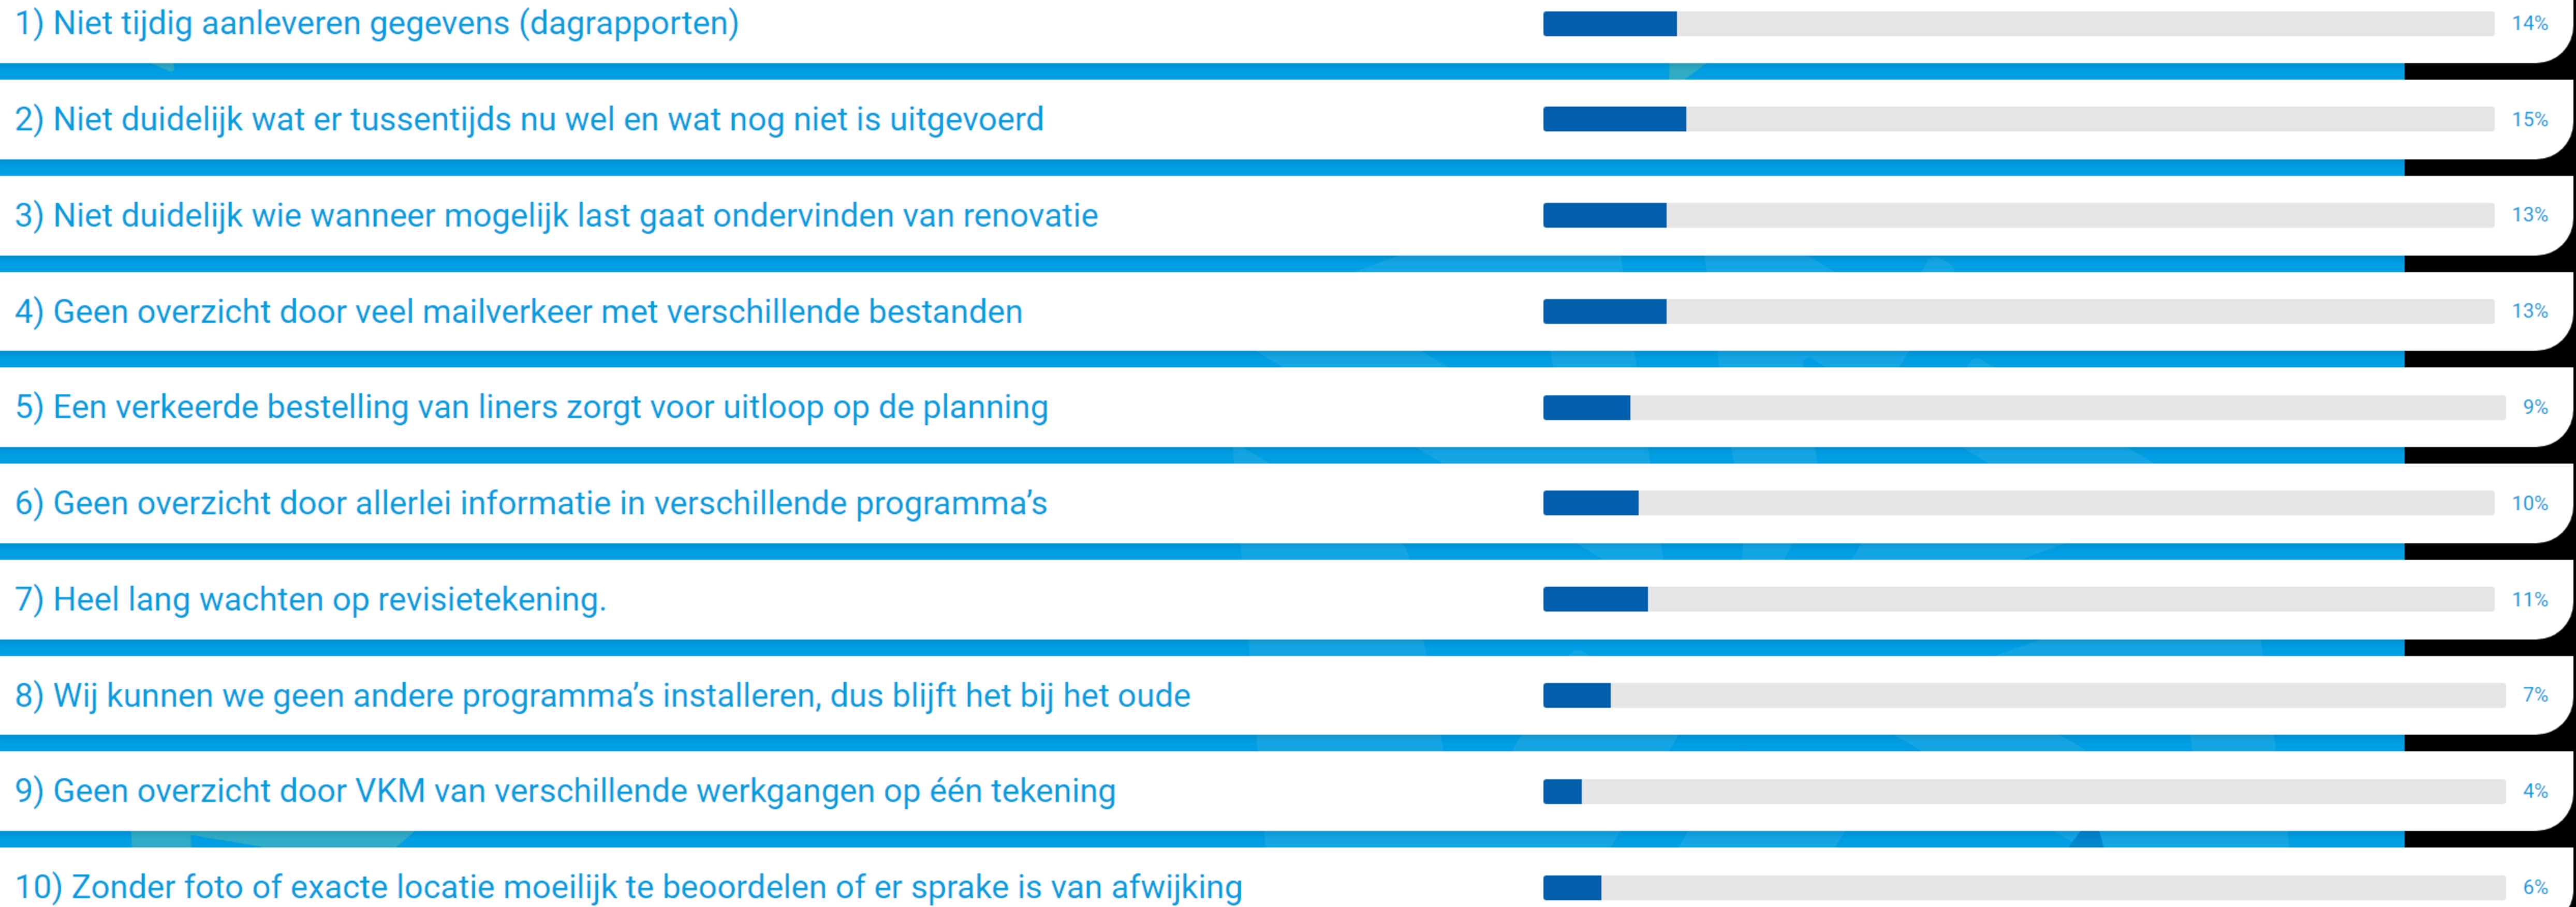 1) Niet tijdig aanleveren gegevens (dagrapporten) 14%
2) Niet duidelijk wat er tussentijds nu wel en wat nog niet is uitgevoerd 15%
3) Niet duidelijk wie wanneer mogelijk last gaat ondervinden van renovatie 13%
4) Geen overzicht door veel mailverkeer met verschillende bestanden 13%
5) Een verkeerde bestelling van liners zorgt voor uitloop op de planning 9%
6) Geen overzicht door allerlei informatie in verschillende programma’s 10%
7) Heel lang wachten op revisietekening. 11%
8) Wij kunnen we geen andere programma’s installeren, dus blijft het bij het oude 7%
9) Geen overzicht door VKM van verschillende werkgangen op één tekening 4%
10) Zonder foto of exacte locatie moeilijk te beoordelen of er sprake is van afwijking 6%